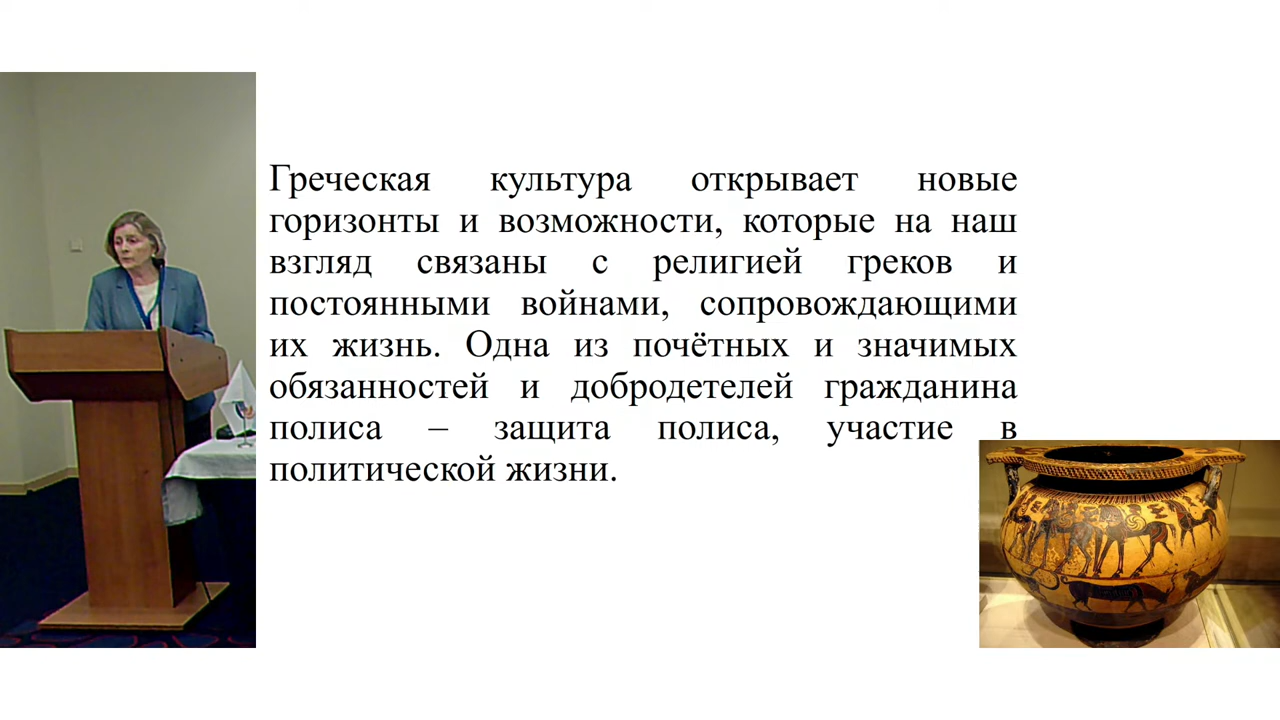 Греческая культура открывает новые
горизонты и возможности, которые на наш
взгляд связаны с религией греков и
постоянными войнами, сопровождающими
их жизнь. Одна из почётных и значимых
обязанностей и добродетелей гражданина
полиса – защита полиса, участие в
политической жизни.